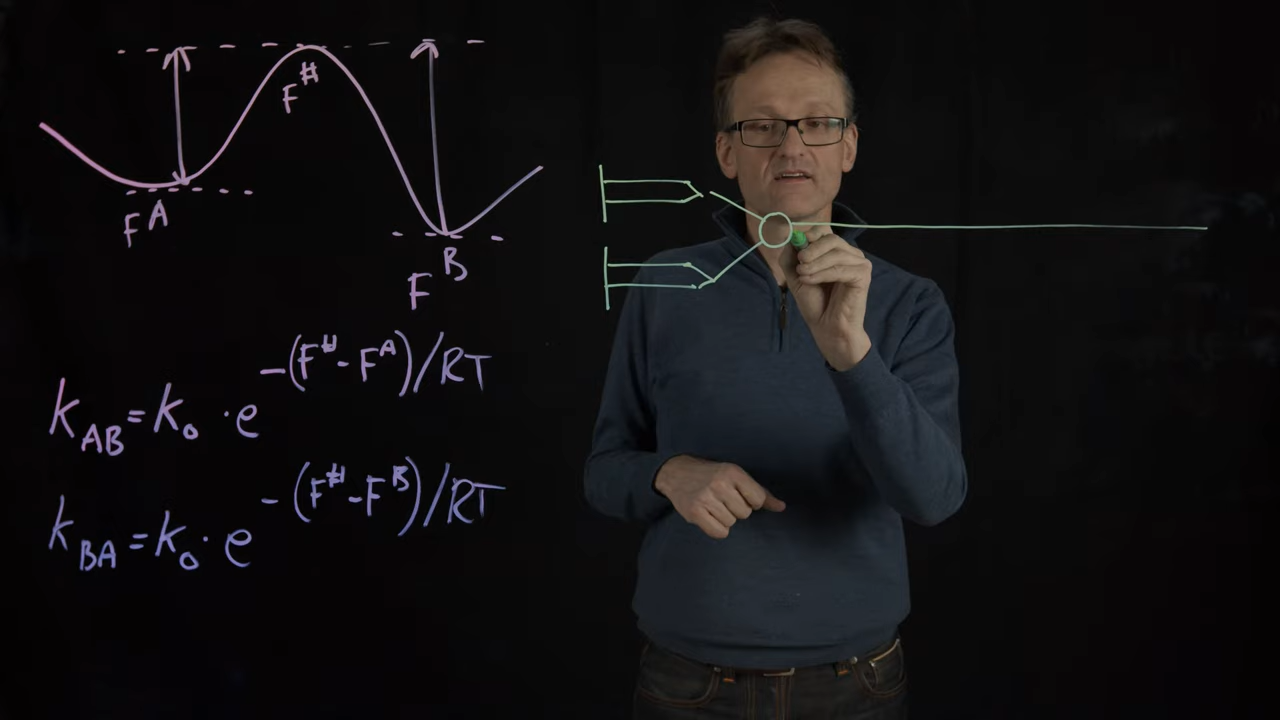 F^#
F^A
F^B
k_AB = k_0 · e^-(F^# - F^A)/RT
k_BA = k_0 · e^-(F^# - F^B)/RT